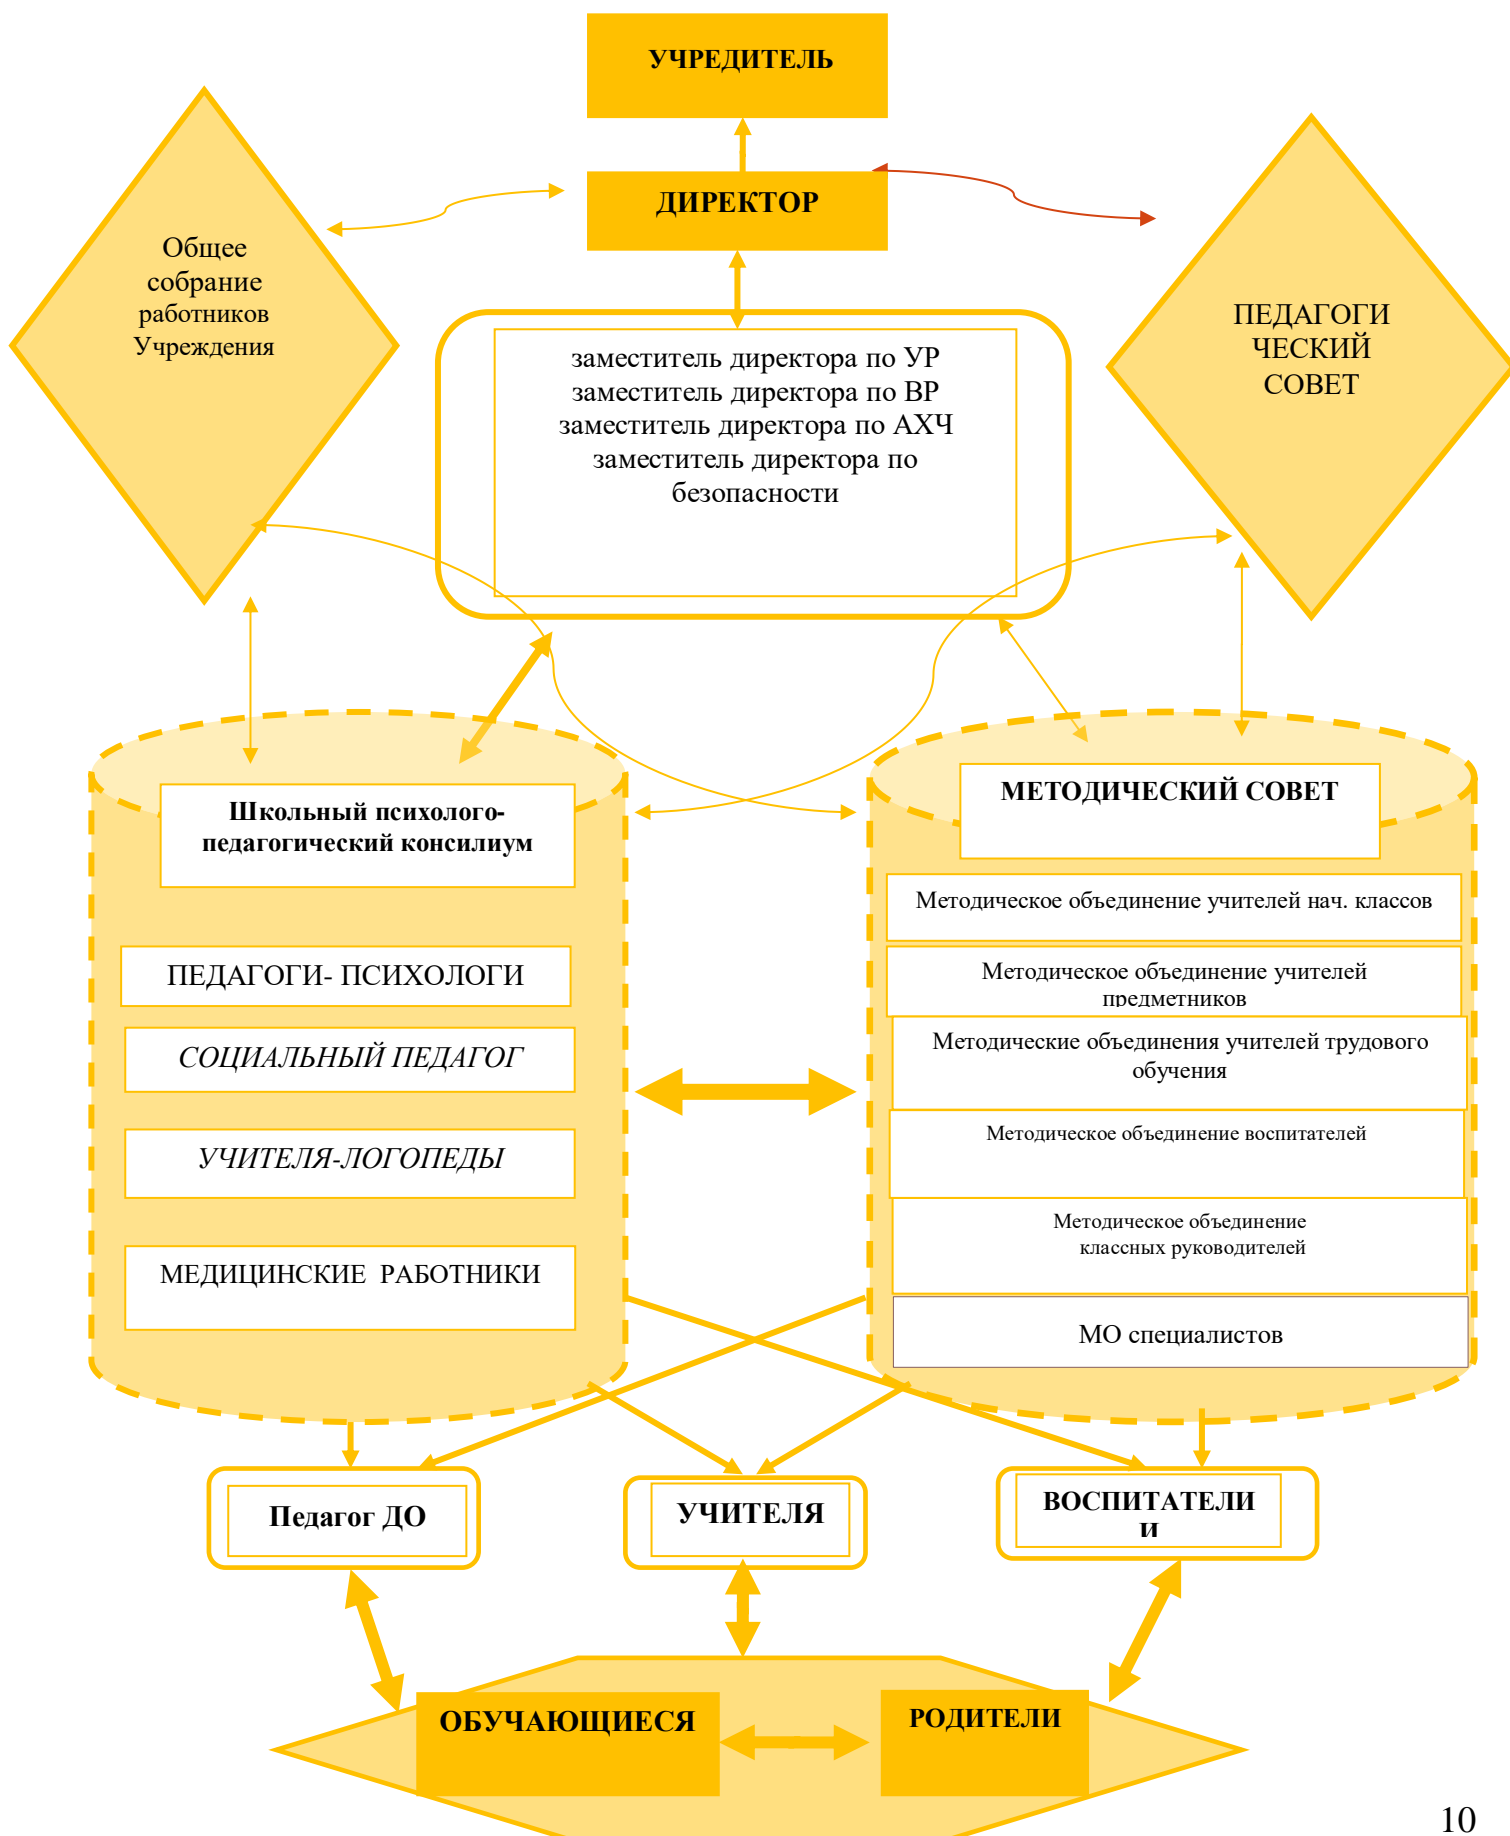 УЧРЕДИТЕЛЬ
ДИРЕКТОР
Общее
собрание
работников
Учреждения
ПЕДАГОГИ
ЧЕСКИЙ
СОВЕТ
заместитель директора по УР
заместитель директора по ВР
заместитель директора по АХЧ
заместитель директора по
безопасности
Школьный психолого-
педагогический консилиум
ПЕДАГОГИ- ПСИХОЛОГИ
СОЦИАЛЬНЫЙ ПЕДАГОГ
УЧИТЕЛЯ-ЛОГОПЕДЫ
МЕДИЦИНСКИЕ РАБОТНИКИ
МЕТОДИЧЕСКИЙ СОВЕТ
Методическое объединение учителей нач. классов
Методическое объединение учителей
предметников
Методические объединения учителей трудового
обучения
Методическое объединение воспитателей
Методическое объединение
классных руководителей
МО специалистов
Педагог ДО
УЧИТЕЛЯ
ВОСПИТАТЕЛИ
И
ОБУЧАЮЩИЕСЯ
РОДИТЕЛИ
10